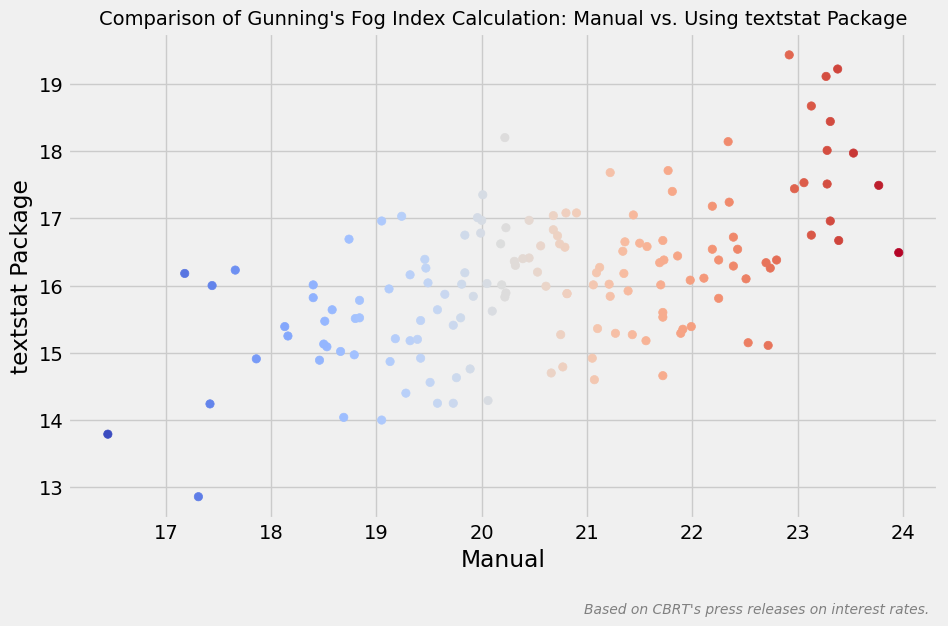 Comparison of Gunning's Fog Index Calculation: Manual vs. Using textstat Package
textstat Package
19
18
17
16
15
14
13
17 18 19 20 21 22 23 24
Manual
Based on CBRT's press releases on interest rates.